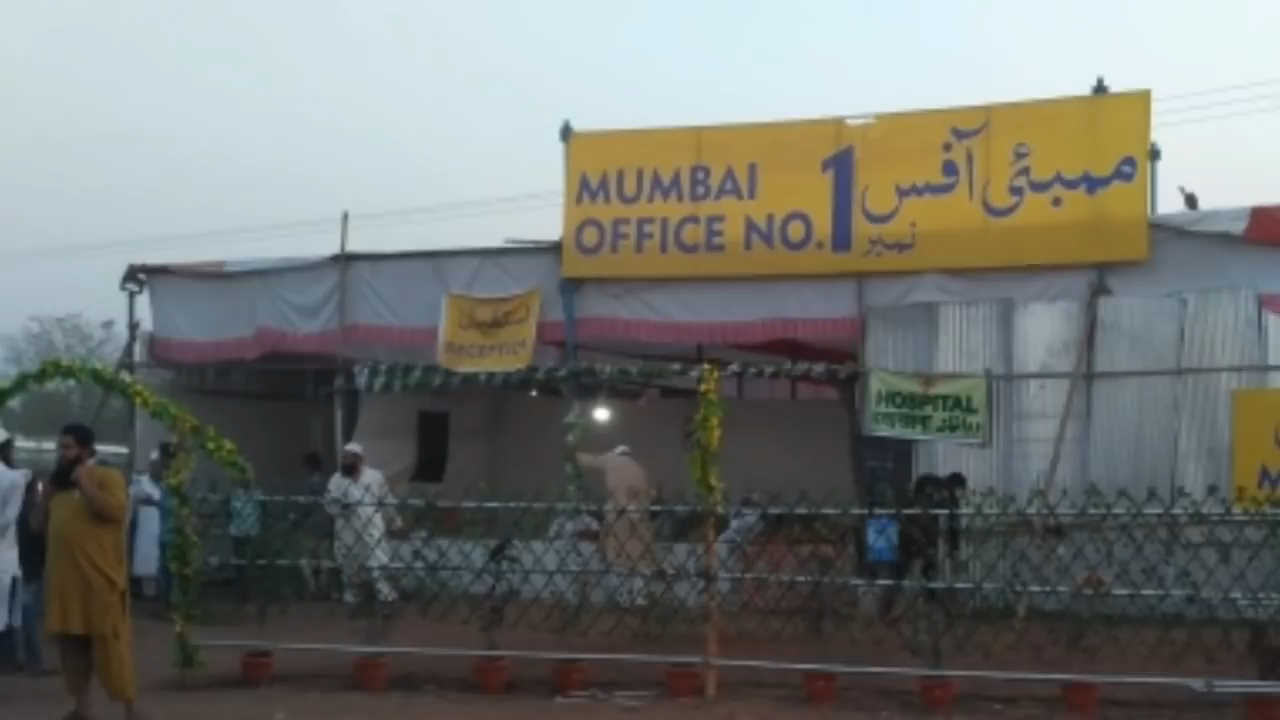 MUMBAI
OFFICE NO.1
ممبئی آفس
نمبر
RECEPTION
HOSPITAL